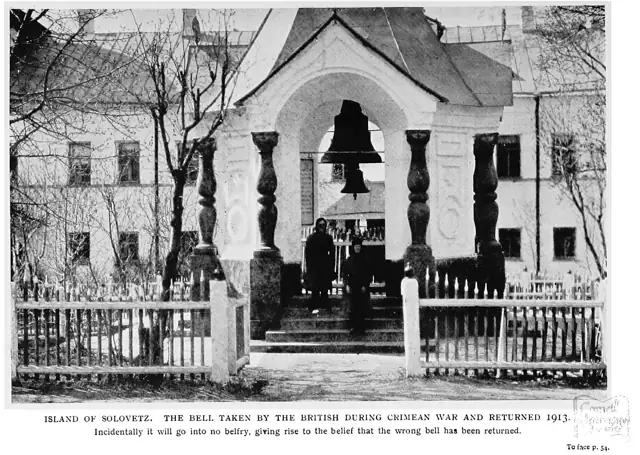 ISLAND OF SOLOVETZ. THE BELL TAKEN BY THE BRITISH DURING CRIMEAN WAR AND RETURNED 1913.
Incidentally it will go into no belfry, giving rise to the belief that the wrong bell has been returned.
To face p. 54.